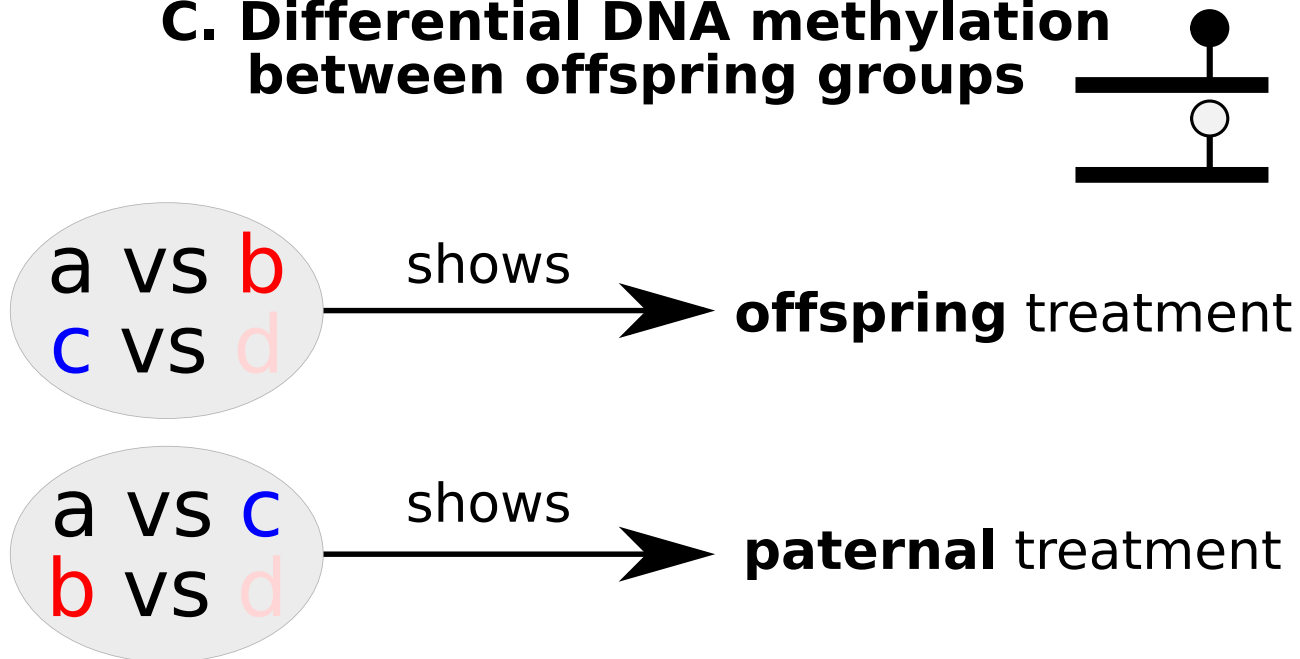 C. Differential DNA methylation
between offspring groups
a vs b
c vs d
shows
offspring treatment
a vs c
b vs d
shows
paternal treatment